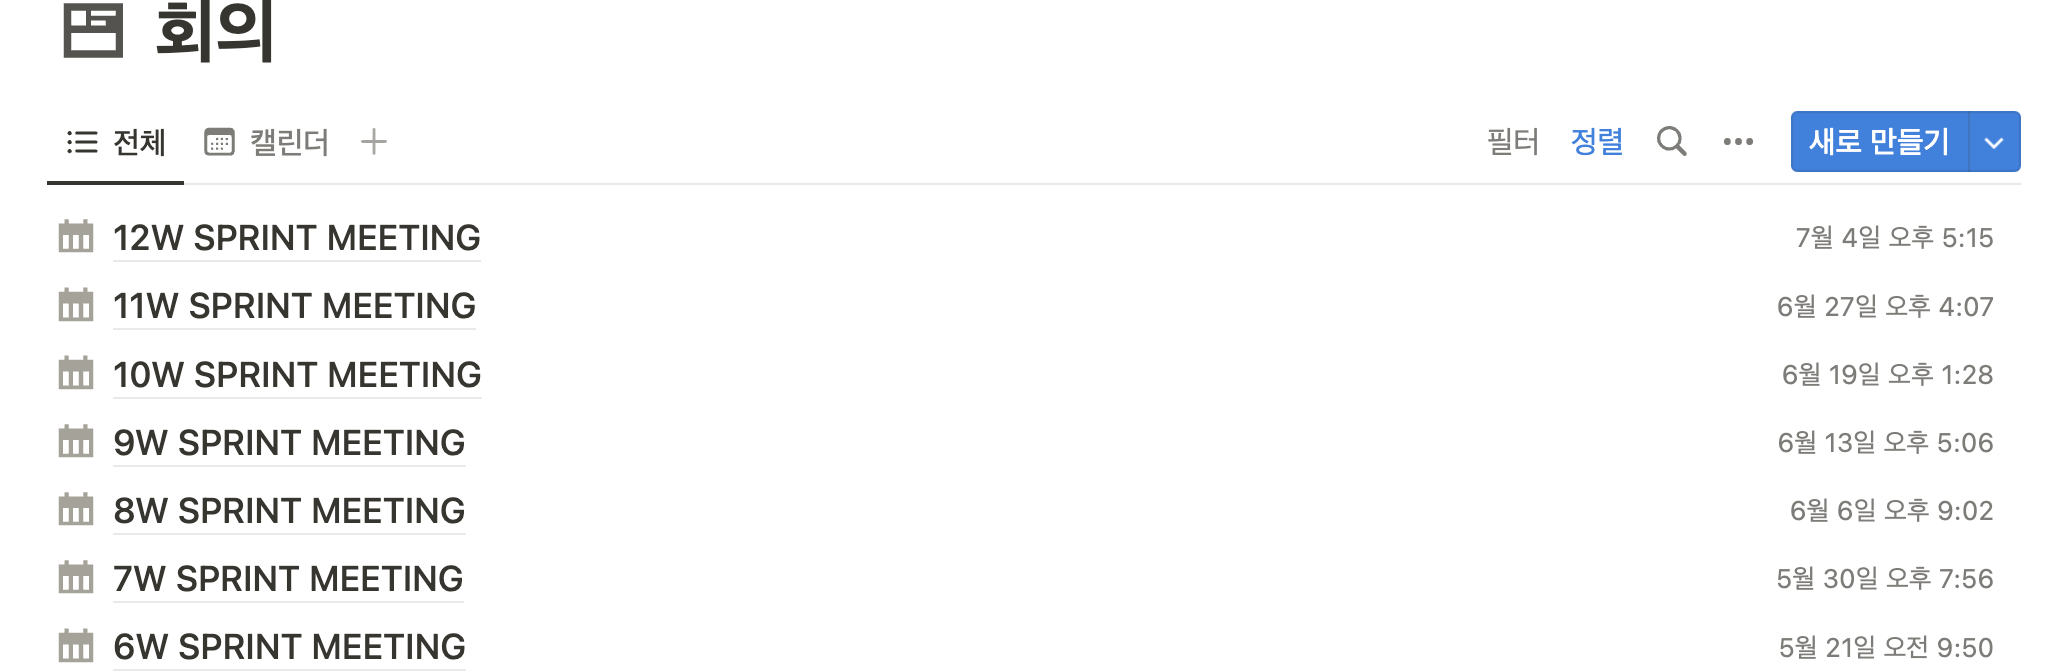 회의
전체 캘린더 필터 정렬 새로 만들기
12W SPRINT MEETING 7월 4일 오후 5:15
11W SPRINT MEETING 6월 27일 오후 4:07
10W SPRINT MEETING 6월 19일 오후 1:28
9W SPRINT MEETING 6월 13일 오후 5:06
8W SPRINT MEETING 6월 6일 오후 9:02
7W SPRINT MEETING 5월 30일 오후 7:56
6W SPRINT MEETING 5월 21일 오전 9:50